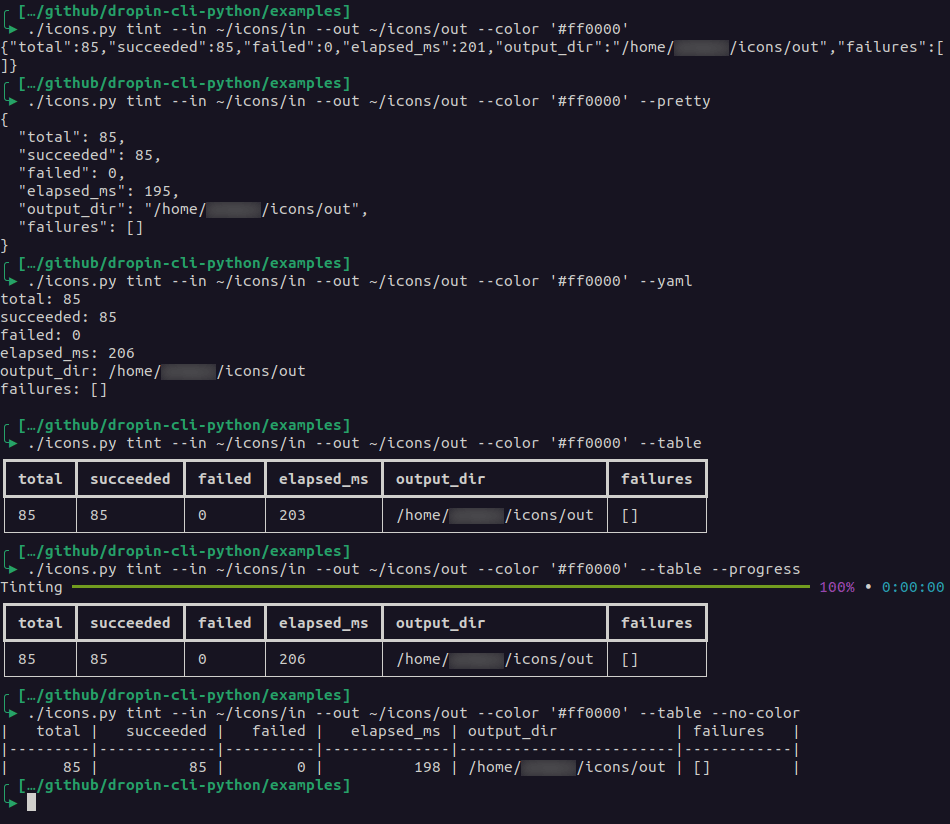 […/github/dropin-cli-python/examples]
./icons.py tint --in ~/icons/in --out ~/icons/out --color '#ff0000'
{"total":85,"succeeded":85,"failed":0,"elapsed_ms":201,"output_dir":"/home/ /icons/out","failures":[
]}
[…/github/dropin-cli-python/examples]
./icons.py tint --in ~/icons/in --out ~/icons/out --color '#ff0000' --pretty
{
  "total": 85,
  "succeeded": 85,
  "failed": 0,
  "elapsed_ms": 195,
  "output_dir": "/home/ /icons/out",
  "failures": []
}
[…/github/dropin-cli-python/examples]
./icons.py tint --in ~/icons/in --out ~/icons/out --color '#ff0000' --yaml
total: 85
succeeded: 85
failed: 0
elapsed_ms: 206
output_dir: /home/ /icons/out
failures: []
[…/github/dropin-cli-python/examples]
./icons.py tint --in ~/icons/in --out ~/icons/out --color '#ff0000' --table
total succeeded failed elapsed_ms output_dir failures
85 85 0 203 /home/ /icons/out []
[…/github/dropin-cli-python/examples]
./icons.py tint --in ~/icons/in --out ~/icons/out --color '#ff0000' --table --progress
Tinting 100% • 0:00:00
total succeeded failed elapsed_ms output_dir failures
85 85 0 206 /home/ /icons/out []
[…/github/dropin-cli-python/examples]
./icons.py tint --in ~/icons/in --out ~/icons/out --color '#ff0000' --table --no-color
|   total |   succeeded |   failed |   elapsed_ms | output_dir             | failures   |
|---------|-------------|----------|--------------|------------------------|------------|
|      85 |          85 |        0 |          198 | /home/ /icons/out | []         |
[…/github/dropin-cli-python/examples]